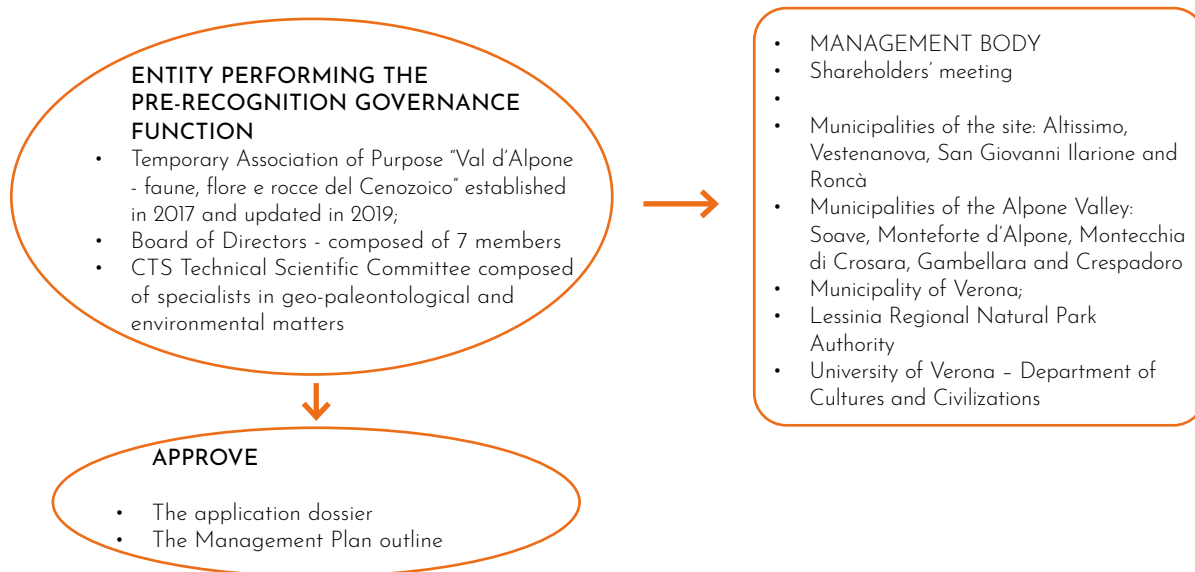 ENTITY PERFORMING THE
PRE-RECOGNITION GOVERNANCE
FUNCTION
• Temporary Association of Purpose “Val d’Alpone
- faune, flore e rocce del Cenozoico” established
in 2017 and updated in 2019;
• Board of Directors - composed of 7 members
• CTS Technical Scientific Committee composed
of specialists in geo-paleontological and
environmental matters
APPROVE
• The application dossier
• The Management Plan outline
• MANAGEMENT BODY
• Shareholders’ meeting
•
• Municipalities of the site: Altissimo,
Vestenanova, San Giovanni Ilarione and
Roncà
• Municipalities of the Alpone Valley:
Soave, Monteforte d’Alpone, Montecchia
di Crosara, Gambellara and Crespadoro
• Municipality of Verona;
• Lessinia Regional Natural Park
Authority
• University of Verona – Department of
Cultures and Civilizations